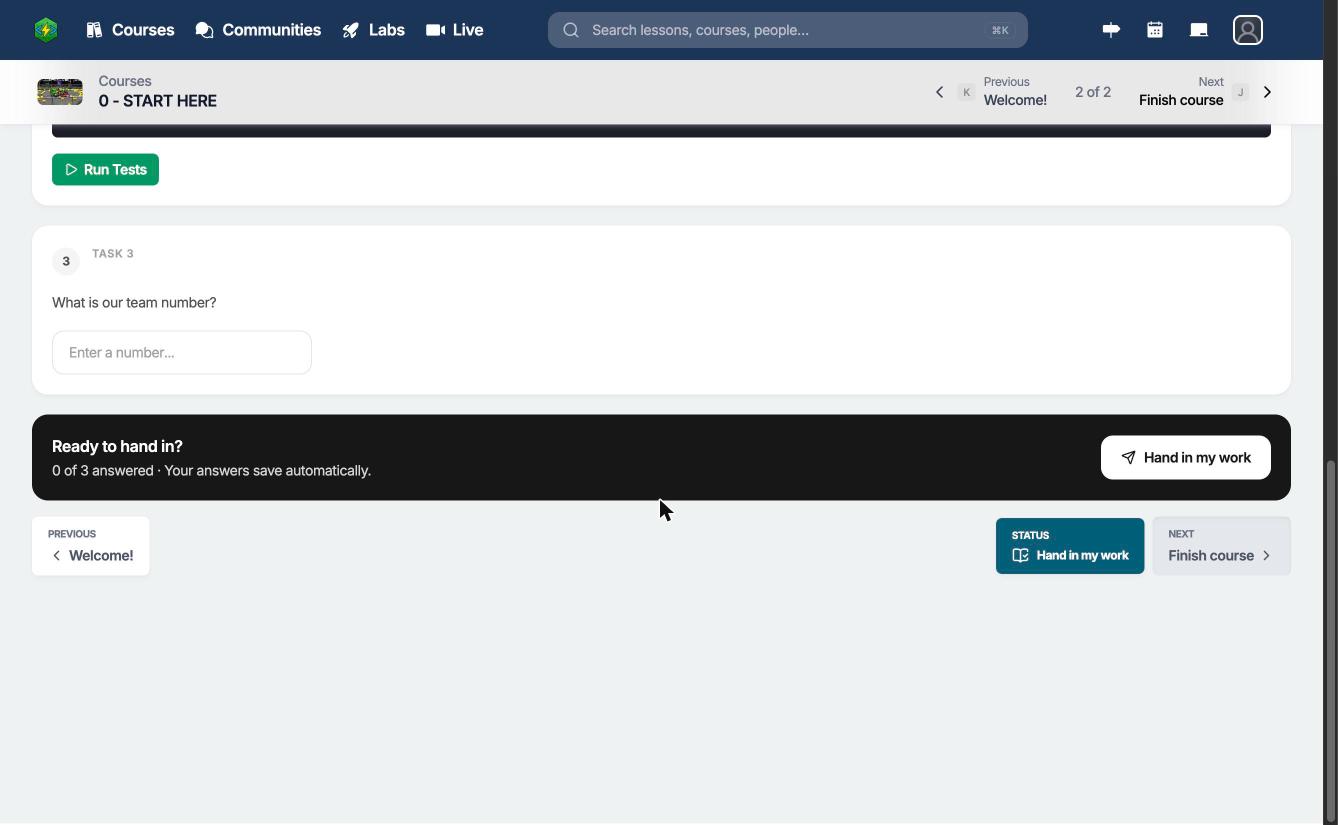 Courses
Communities
Labs
Live
Search lessons, courses, people...
⌘K
Courses
0 - START HERE
K
Previous
Welcome!
2 of 2
Next
Finish course
J
Run Tests
3
TASK 3
What is our team number?
Enter a number...
Ready to hand in?
0 of 3 answered · Your answers save automatically.
Hand in my work
PREVIOUS
Welcome!
STATUS
Hand in my work
NEXT
Finish course